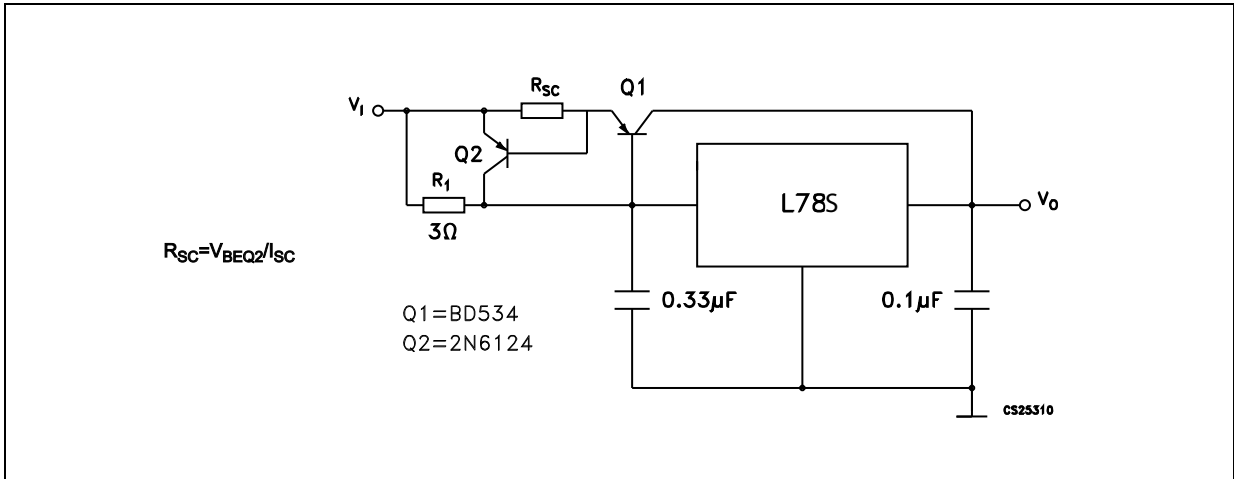 RSC
Q1
VI
Q2
R1
3Ω
L78S
VO
RSC=VBEQ2/ISC
0.33µF
0.1µF
Q1=BD534
Q2=2N6124
CS25310